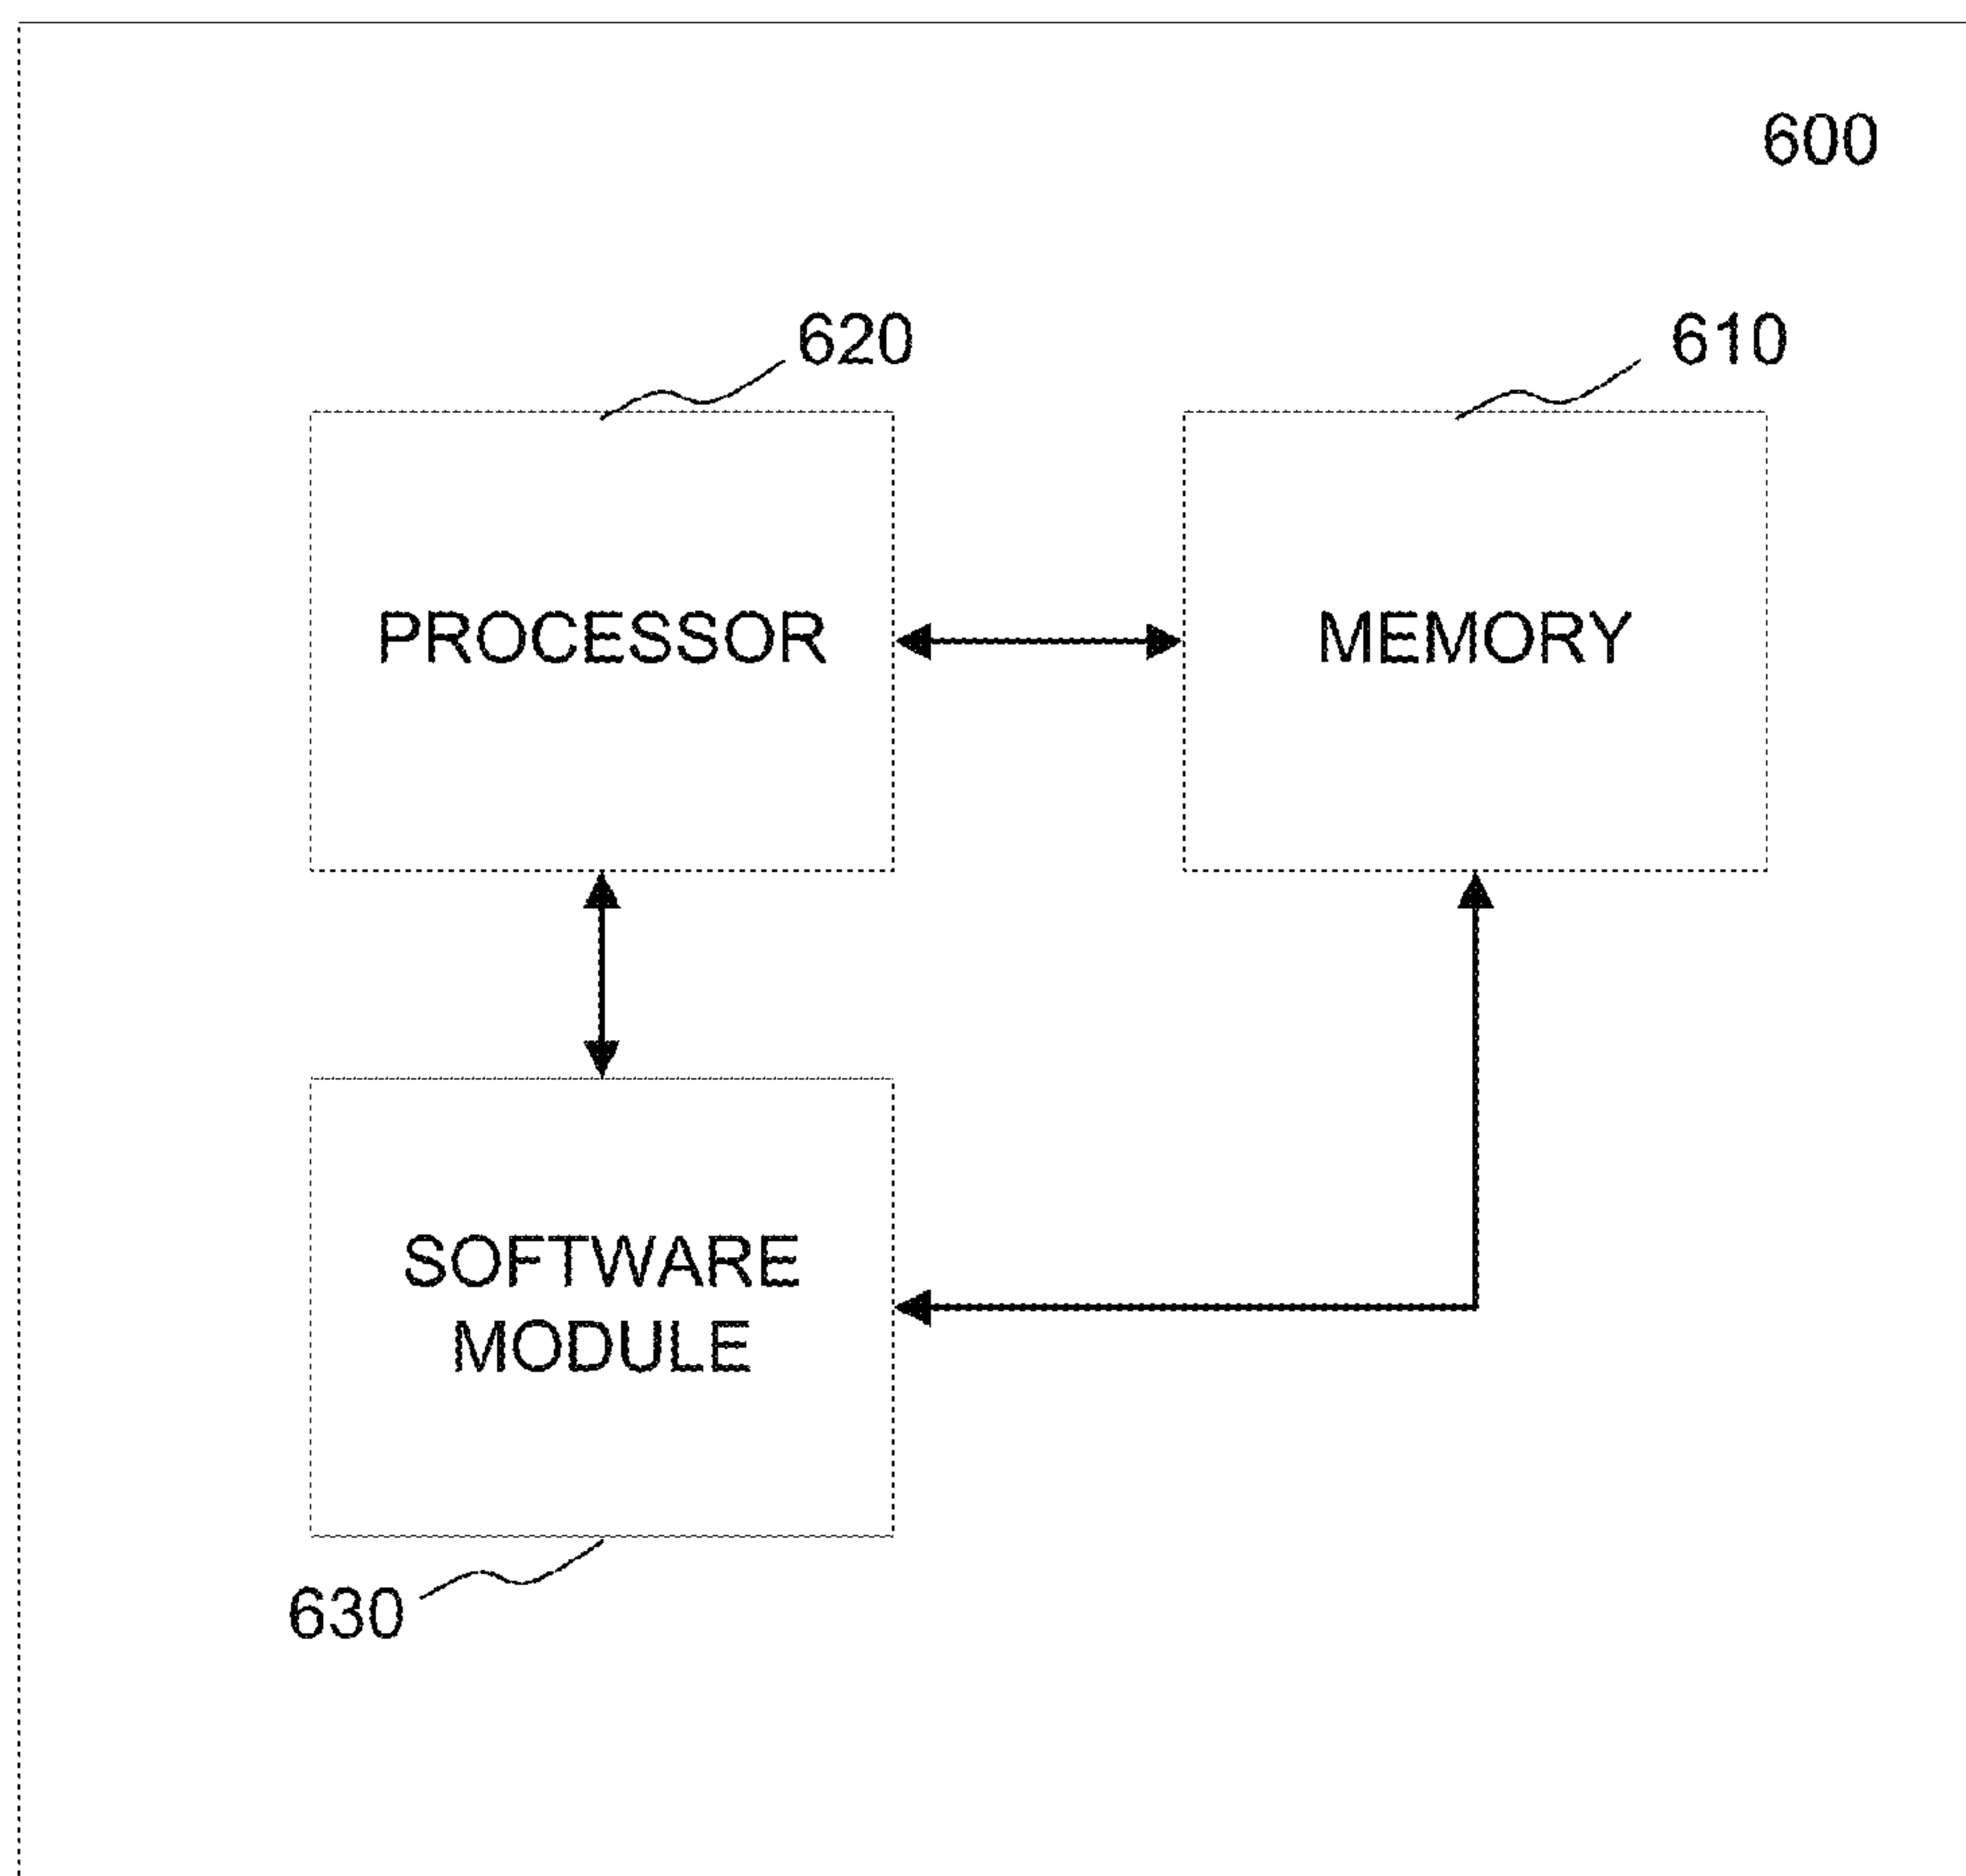 600
620
610
PROCESSOR
MEMORY
SOFTWARE
MODULE
630